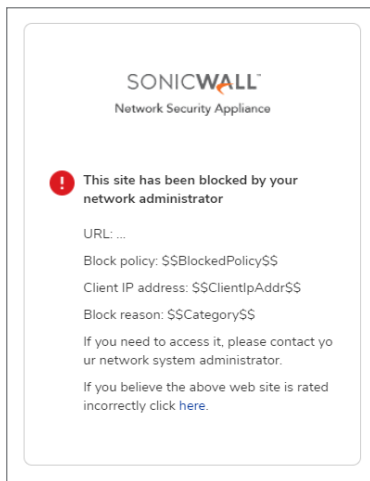 SONICWALL™
Network Security Appliance
This site has been blocked by your
network administrator
URL: ...
Block policy: $$BlockedPolicy$$
Client IP address: $$ClientIpAddr$$
Block reason: $$Category$$
If you need to access it, please contact yo
ur network system administrator.
If you believe the above web site is rated
incorrectly click here.